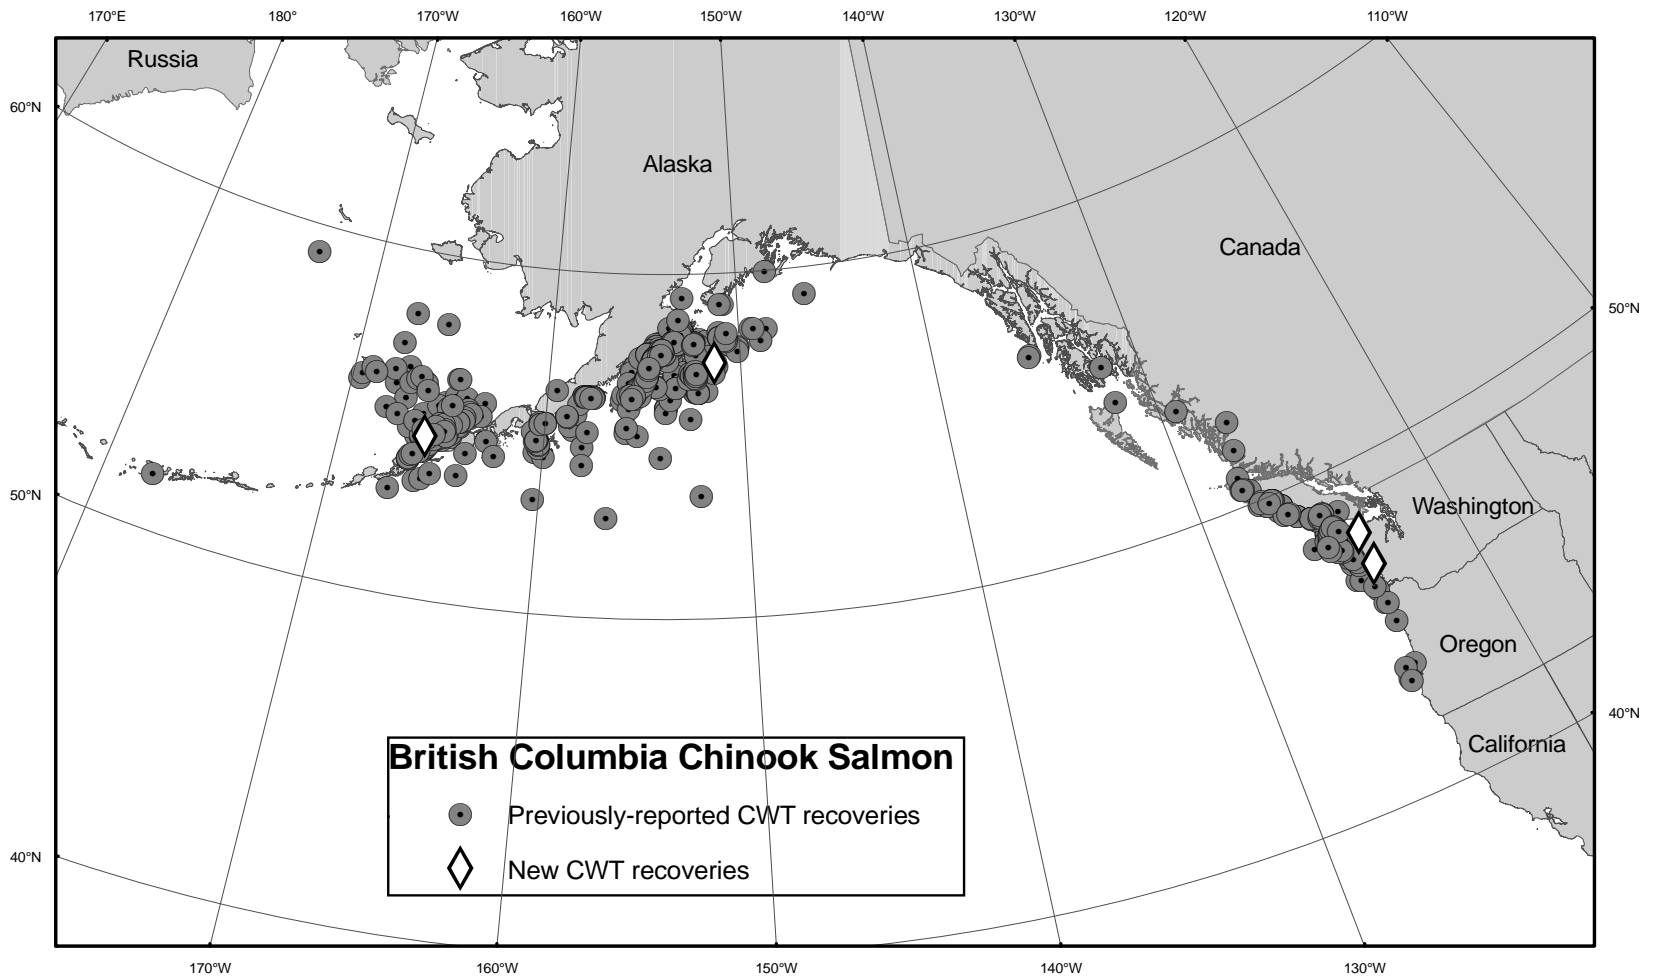 170°E 180° 170°W 160°W 150°W 140°W 130°W 120°W 110°W
Russia
60°N
Alaska
Canada
50°N
50°N
Washington
Oregon
40°N
California
British Columbia Chinook Salmon
Previously-reported CWT recoveries
40°N
New CWT recoveries
170°W 160°W 150°W 140°W 130°W